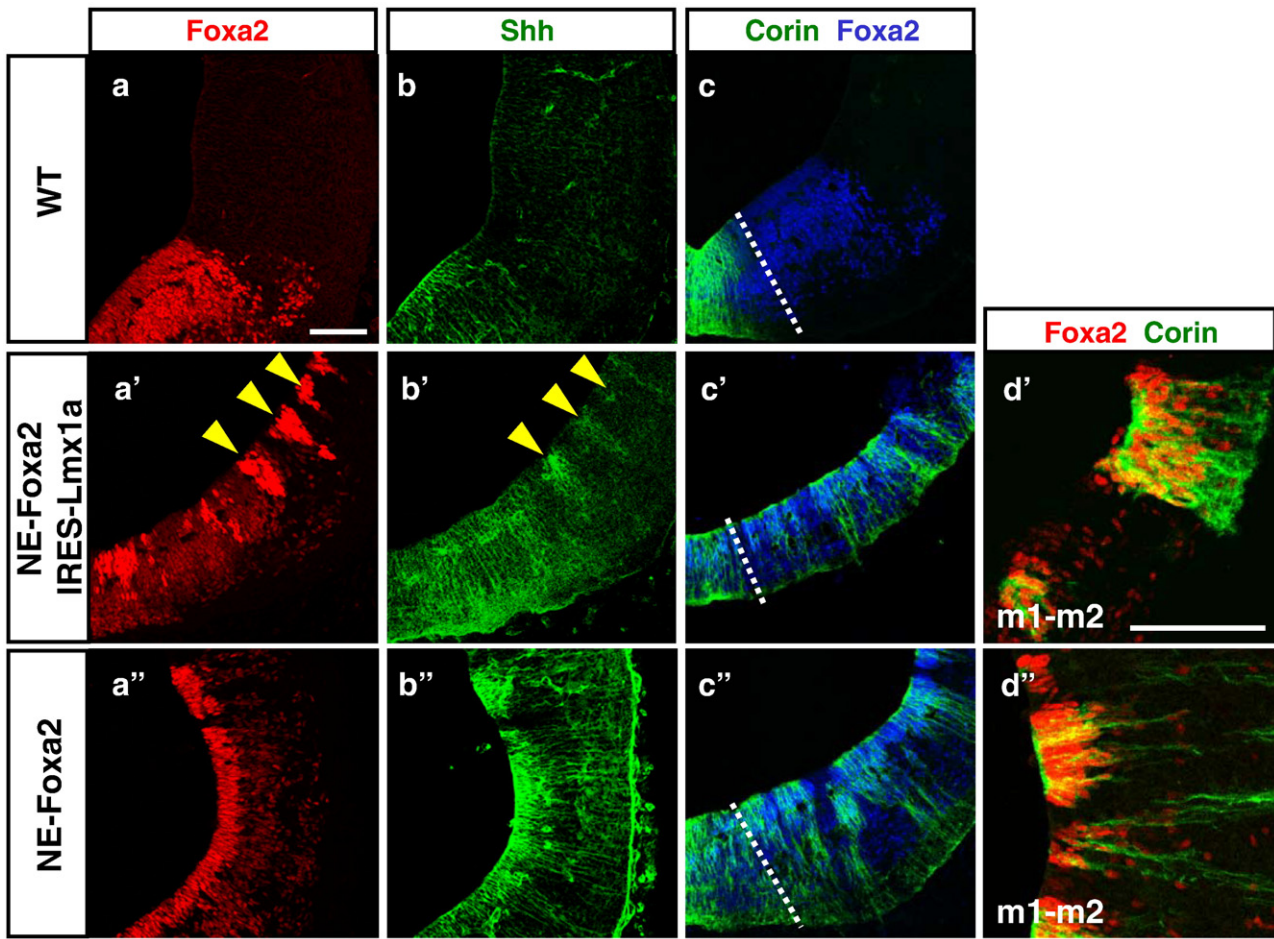 Foxa2
Shh
Corin Foxa2
WT
a
b
c
Foxa2 Corin
NE-Foxa2
IRES-Lmx1a
a'
b'
c'
d'
m1-m2
NE-Foxa2
a”
b”
c”
d”
m1-m2